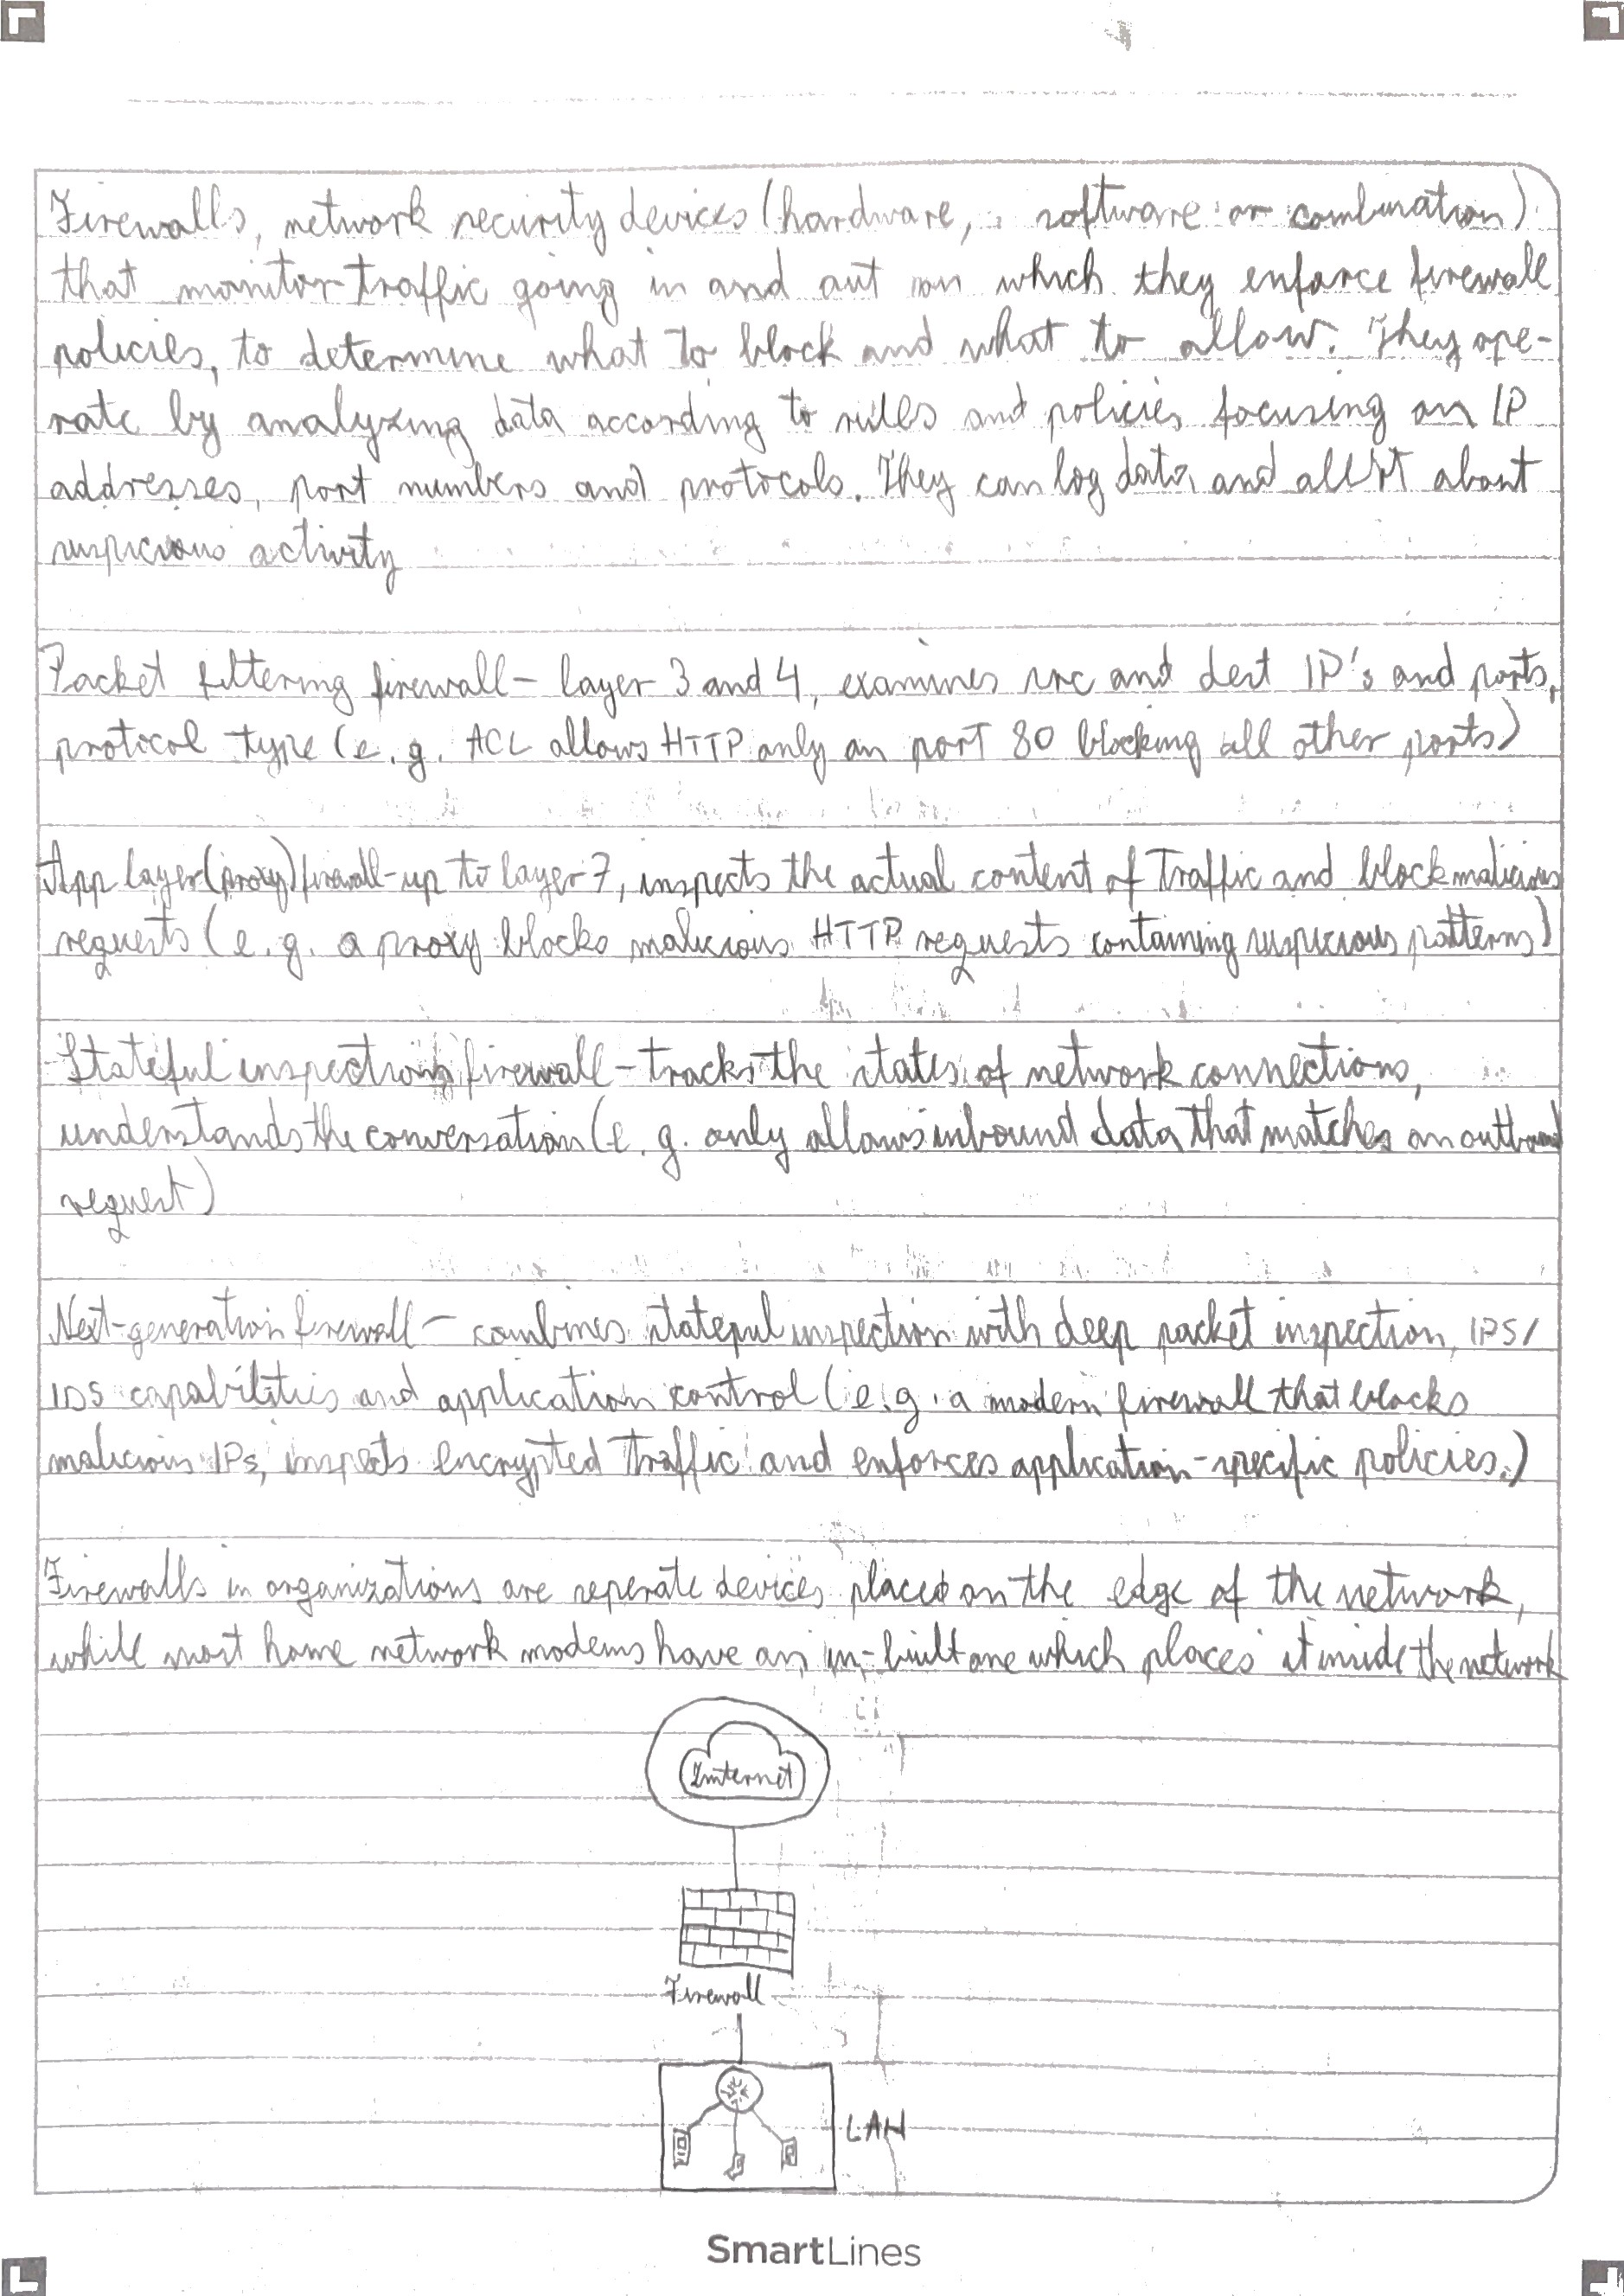 Firewalls, network security devices (hardware, software or combination)
that monitor traffic going in and out on which they enforce firewall
policies, to determine what to block and what to allow. They ope-
rate by analyzing data according to rules and policies focusing on IP
addresses, port numbers and protocols. They can log data and alert about
suspicious activity
Packet filtering firewall - layer 3 and 4, examines src and dest IP's and ports,
protocol type (e.g. ACL allows HTTP only on port 80 blocking all other ports)
App layer (proxy) firewall - up to layer 7, inspects the actual content of traffic and block malicious
requests (e.g. a proxy blocks malicious HTTP requests containing suspicious patterns)
Stateful inspection firewall - tracks the states of network connections,
understands the conversation (e.g. only allows inbound data that matches an outbound
request)
Next-generation firewall - combines stateful inspection with deep packet inspection, IPS/
IDS capabilities and application control (e.g. a modern firewall that blocks
malicious IPs, inspects encrypted traffic and enforces application-specific policies.)
Firewalls in organizations are seperate devices placed on the edge of the network,
while most home network modems have an in-built one which places it inside the network
Internet
Firewall
LAN
SmartLines